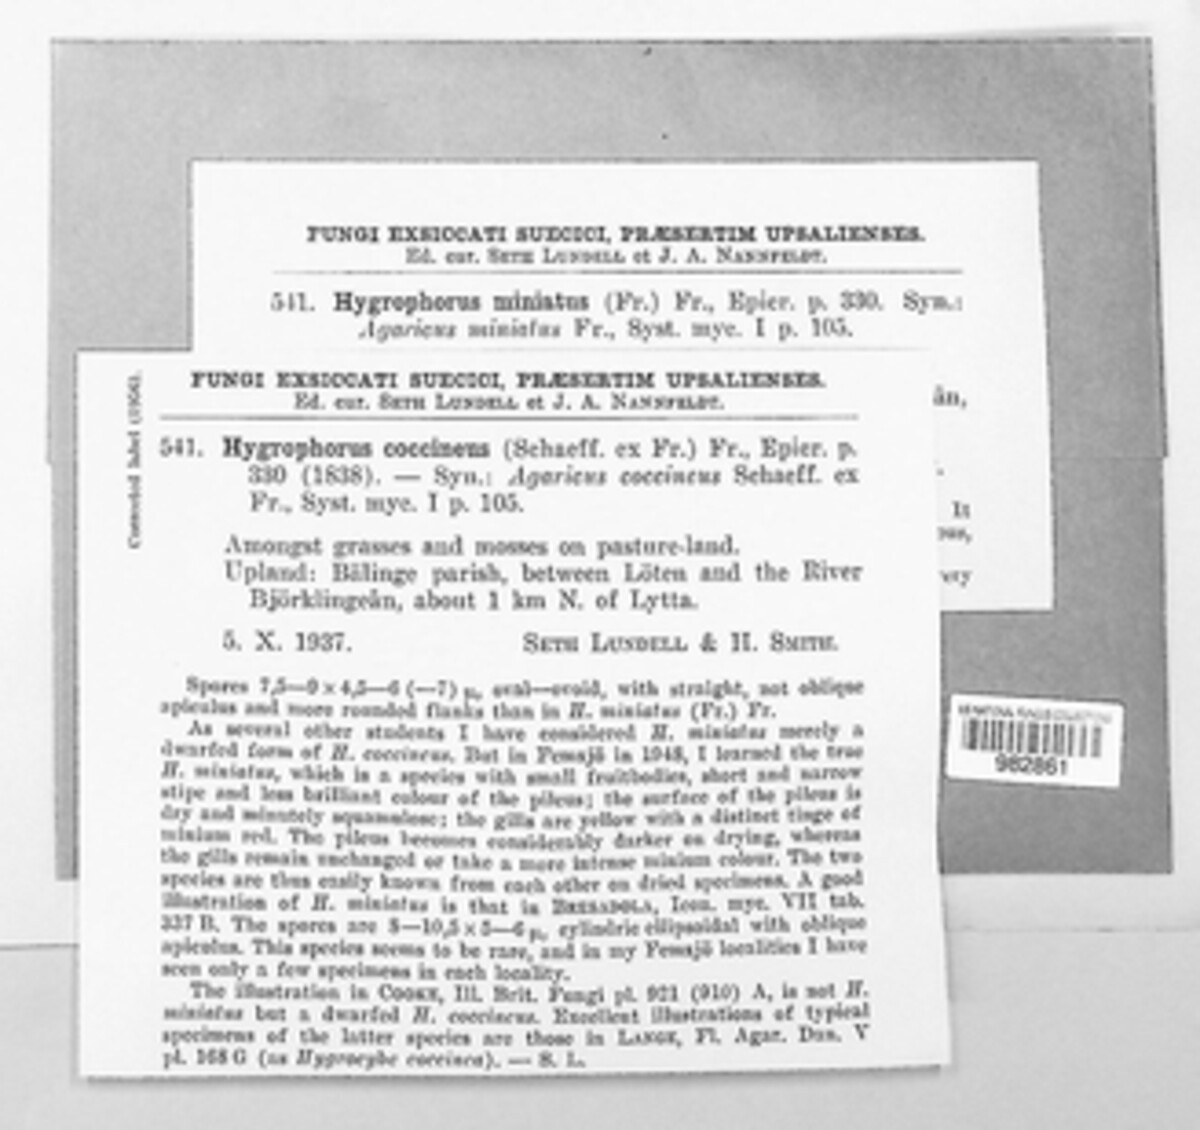 FUNGI EXSICCATI SUECICI, PRÆSERTIM UPSALIENSES.
Ed. cur. SETH LUNDELL et J. A. NANNFELDT.
541. Hygrophorus miniatus (Fr.) Fr., Epicr. p. 330. Syn.:
Agaricus miniatus Fr., Syst. myc. I p. 105.
ån,
It
FUNGI EXSICCATI SUECICI, PRÆSERTIM UPSALIENSES.
Ed. cur. SETH LUNDELL et J. A. NANNFELDT.
Corrected label (1956).
541. Hygrophorus coccineus (Schaeff. ex Fr.) Fr., Epicr. p.
330 (1838). — Syn.: Agaricus coccineus Schaeff. ex
Fr., Syst. myc. I p. 105.
Amongst grasses and mosses on pasture-land.
Upland: Bälinge parish, between Löten and the River
Björklingeån, about 1 km N. of Lytta.
5. X. 1937. SETH LUNDELL & H. SMITH.
Spores 7,5—9 × 4,5—6 (—7) μ, oval—ovoid, with straight, not oblique
apiculus and more rounded flanks than in H. miniatus (Fr.) Fr.
As several other students I have considered H. miniatus merely a
dwarfed form of H. coccineus. But in Femsjö in 1948, I learned the true
H. miniatus, which is a species with small fruitbodies, short and narrow
stipe and less brilliant colour of the pileus; the surface of the pileus is
dry and minutely squamulose; the gills are yellow with a distinct tinge of
minium red. The pileus becomes considerably darker on drying, whereas
the gills remain unchanged or take a more intense minium colour. The two
species are thus easily known from each other on dried specimens. A good
illustration of H. miniatus is that in BRESADOLA, Icon. myc. VII tab.
337 B. The spores are 8—10,5 × 5—6 μ, cylindric-ellipsoidal with oblique
apiculus. This species seems to be rare, and in my Femsjö localities I have
seen only a few specimens in each locality.
The illustration in COOKE, Ill. Brit. Fungi pl. 921 (910) A, is not H.
miniatus but a dwarfed H. coccineus. Excellent illustrations of typical
specimens of the latter species are those in LANGE, Fl. Agar. Dan. V
pl. 168 G (as Hygrocybe coccinea). — S. L.
982861